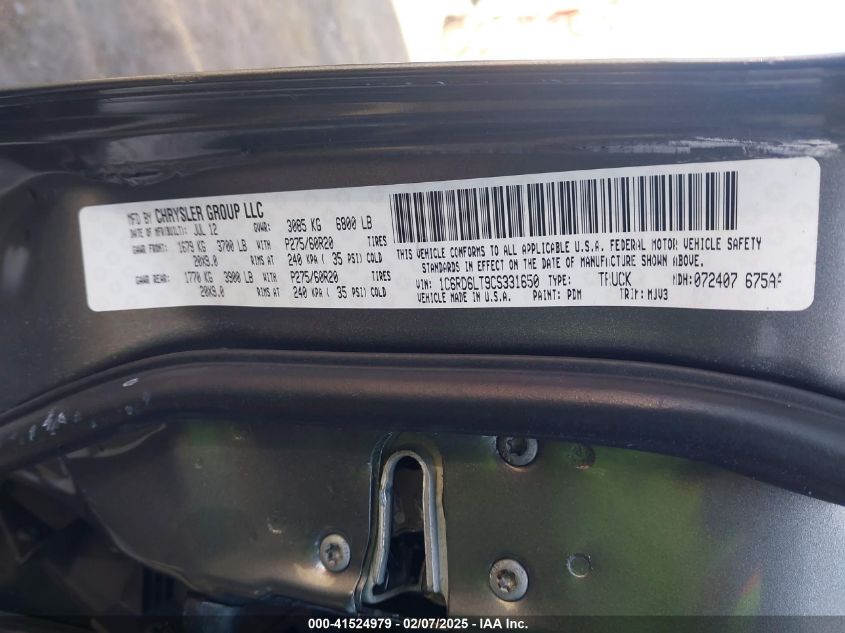 MFD BY CHRYSLER GROUP LLC
DATE OF MFR(BUILT): JUL 12 GVWR: 3085 KG 6800 LB
GAWR FRONT: 1679 KG 3700 LB WITH P275/60R20 TIRES
20X9.0 RIMS AT 240 KPA ( 35 PSI) COLD
GAWR REAR: 1770 KG 3900 LB WITH P275/60R20 TIRES
20X9.0 RIMS AT 240 KPA ( 35 PSI) COLD
THIS VEHICLE CONFORMS TO ALL APPLICABLE U.S.A. FEDERAL MOTOR VEHICLE SAFETY
STANDARDS IN EFFECT ON THE DATE OF MANUFACTURE SHOWN ABOVE.
VIN: 1C6RD6LT9CS331650 TYPE: TRUCK MDH: 072407 675AA
VEHICLE MADE IN U.S.A. PAINT: PDM TRIM: MJV3
000-41524979 - 02/07/2025 - IAA Inc.